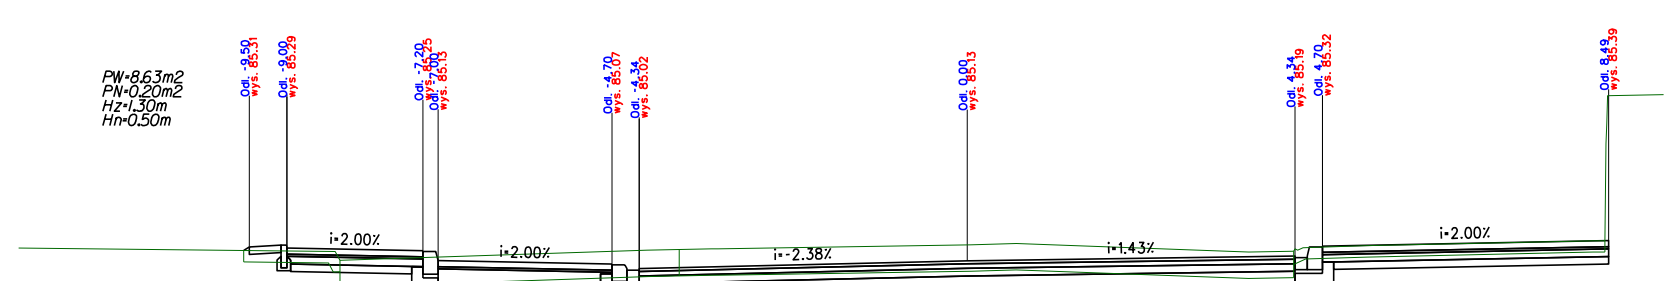 PW=8.63m2
PN=0.20m2
Hz=1.30m
Hn=0.50m
Odl. -9.50
wys. 85.31
Odl. -9.00
wys. 85.29
Odl. -7.20
wys. 85.25
Odl. -7.00
wys. 85.13
Odl. -4.70
wys. 85.07
Odl. -4.34
wys. 85.02
Odl. 0.00
wys. 85.13
Odl. 4.34
wys. 85.19
Odl. 4.70
wys. 85.32
Odl. 8.49
wys. 85.39
i=2.00%
i=2.00%
i=-2.38%
i=1.43%
i=2.00%